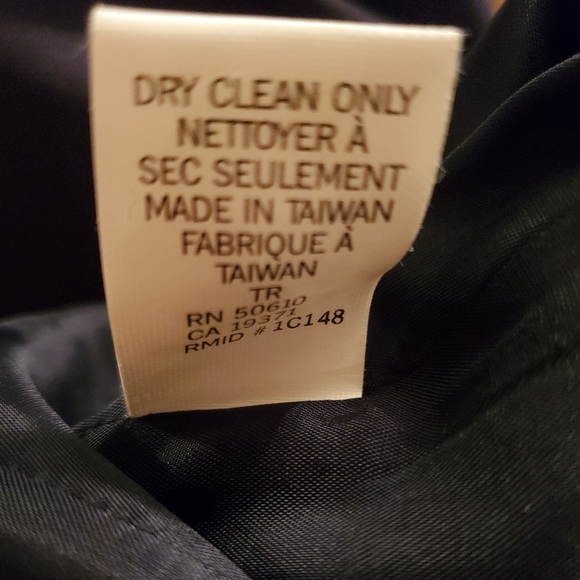 DRY CLEAN ONLY
NETTOYER À
SEC SEULEMENT
MADE IN TAIWAN
FABRIQUE À
TAIWAN
TR
RN 50610
CA 19371
RMID # 1C148